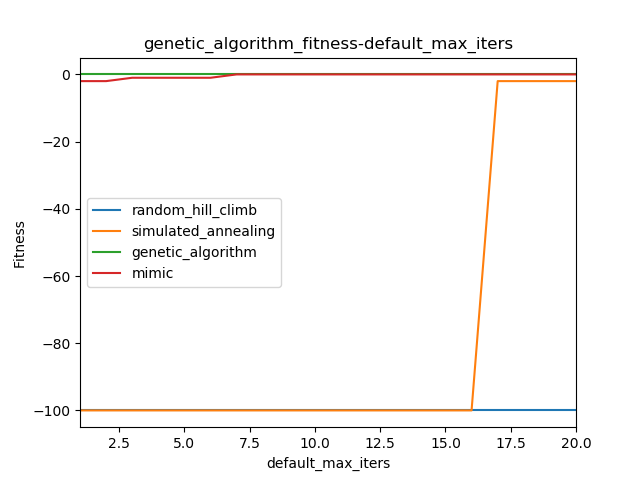 genetic_algorithm_fitness-default_max_iters
0
−20
−40
−60
−80
−100
Fitness
random_hill_climb
simulated_annealing
genetic_algorithm
mimic
2.5 5.0 7.5 10.0 12.5 15.0 17.5 20.0
default_max_iters